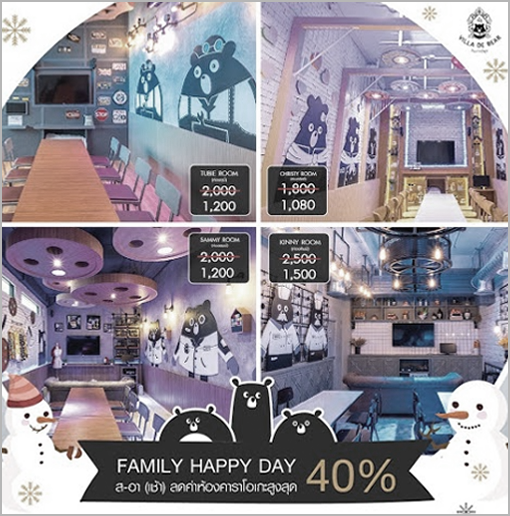 VILLA DE BEAR
TUBIE ROOM
2,000
1,200
CHRISTY ROOM
1,800
1,080
SAMMY ROOM
2,000
1,200
KINNY ROOM
2,500
1,500
FAMILY HAPPY DAY
ส-อา (เช้า) ลดค่าห้องคาราโอเกะสูงสุด
40%